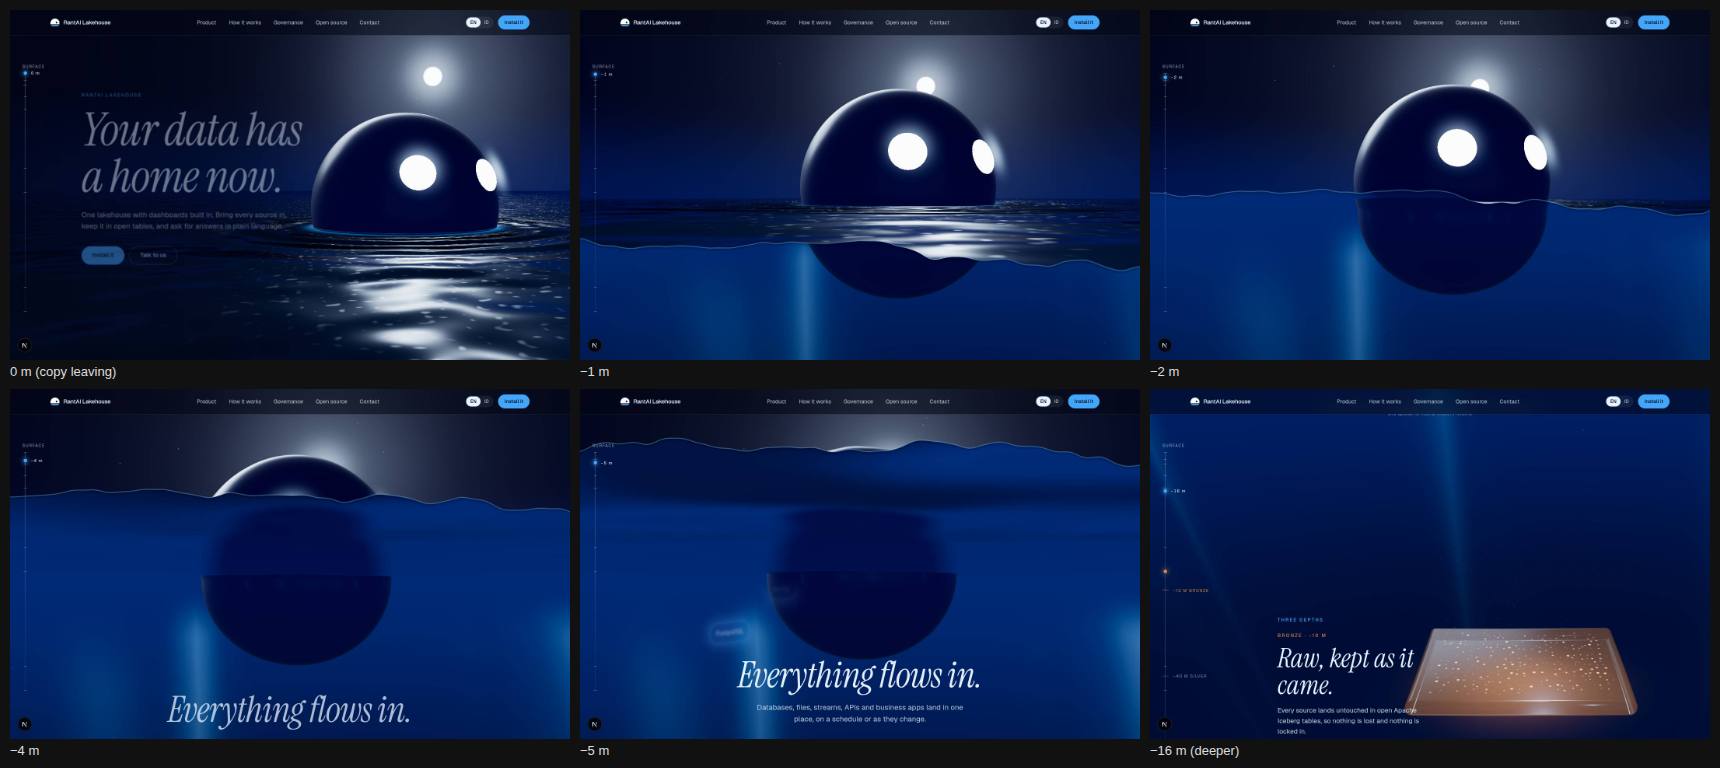 RantAI Lakehouse
Product How it works Governance Open source Contact
EN ID Install it
SURFACE
0 m
RANTAI LAKEHOUSE
Your data has
a home now.
One lakehouse with dashboards built in. Bring every source in,
keep it in open tables, and ask for answers in plain language.
Install it Talk to us
N
0 m (copy leaving)
RantAI Lakehouse
Product How it works Governance Open source Contact
EN ID Install it
SURFACE
−1 m
N
−1 m
RantAI Lakehouse
Product How it works Governance Open source Contact
EN ID Install it
SURFACE
−2 m
N
−2 m
RantAI Lakehouse
Product How it works Governance Open source Contact
EN ID Install it
SURFACE
−4 m
Everything flows in.
N
−4 m
RantAI Lakehouse
Product How it works Governance Open source Contact
EN ID Install it
SURFACE
−5 m
Everything flows in.
Databases, files, streams, APIs and business apps land in one
place, on a schedule or as they change.
N
−5 m
RantAI Lakehouse
Product How it works Governance Open source Contact
EN ID Install it
SURFACE
−16 m
THREE DEPTHS
BRONZE · −10 M
Raw, kept as it
came.
−40 M SILVER
Every source lands untouched in open Apache
Iceberg tables, so nothing is lost and nothing is
locked in.
N
−16 m (deeper)